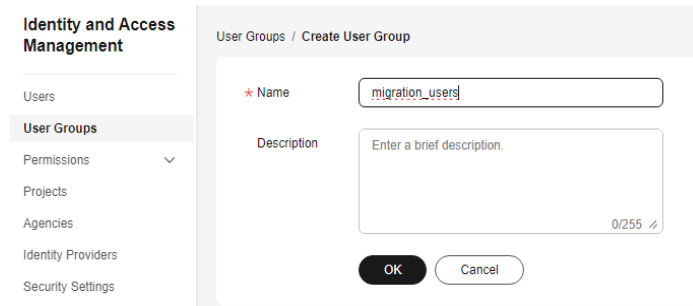 Identity and Access
Management
Users
User Groups
Permissions
Projects
Agencies
Identity Providers
Security Settings
User Groups / Create User Group
* Name
migration_users
Description
Enter a brief description.
0/255
OK
Cancel